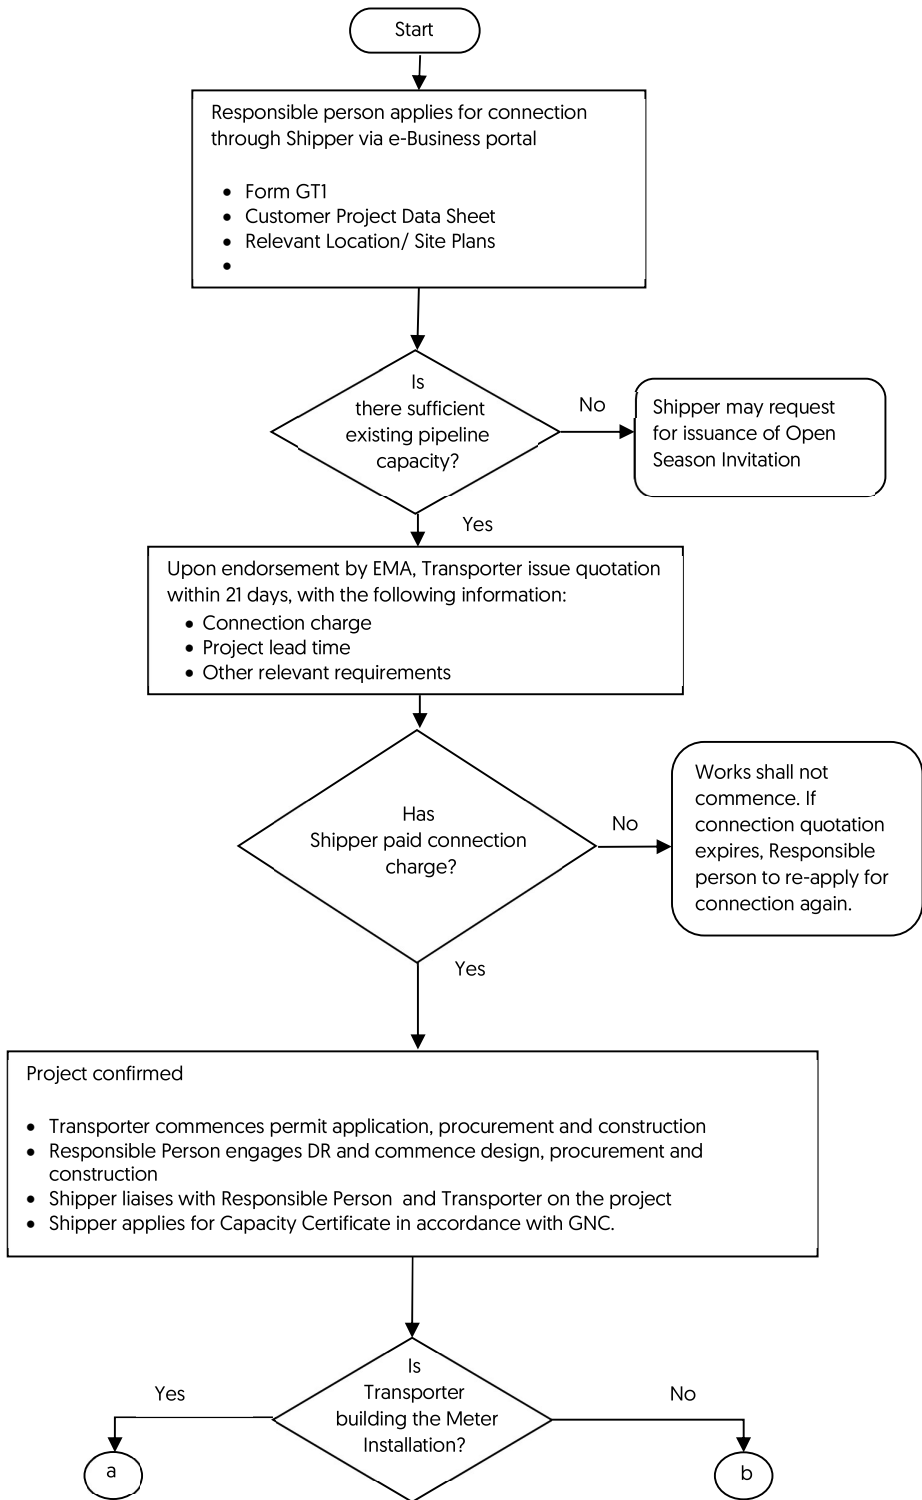 Start
Responsible person applies for connection
through Shipper via e-Business portal
• Form GT1
• Customer Project Data Sheet
• Relevant Location/ Site Plans
•
Is
there sufficient
existing pipeline
capacity?
No
Shipper may request
for issuance of Open
Season Invitation
Yes
Upon endorsement by EMA, Transporter issue quotation
within 21 days, with the following information:
• Connection charge
• Project lead time
• Other relevant requirements
Has
Shipper paid connection
charge?
No
Works shall not
commence. If
connection quotation
expires, Responsible
person to re-apply for
connection again.
Yes
Project confirmed
• Transporter commences permit application, procurement and construction
• Responsible Person engages DR and commence design, procurement and
construction
• Shipper liaises with Responsible Person and Transporter on the project
• Shipper applies for Capacity Certificate in accordance with GNC.
Is
Transporter
building the Meter
Installation?
Yes
No
a
b